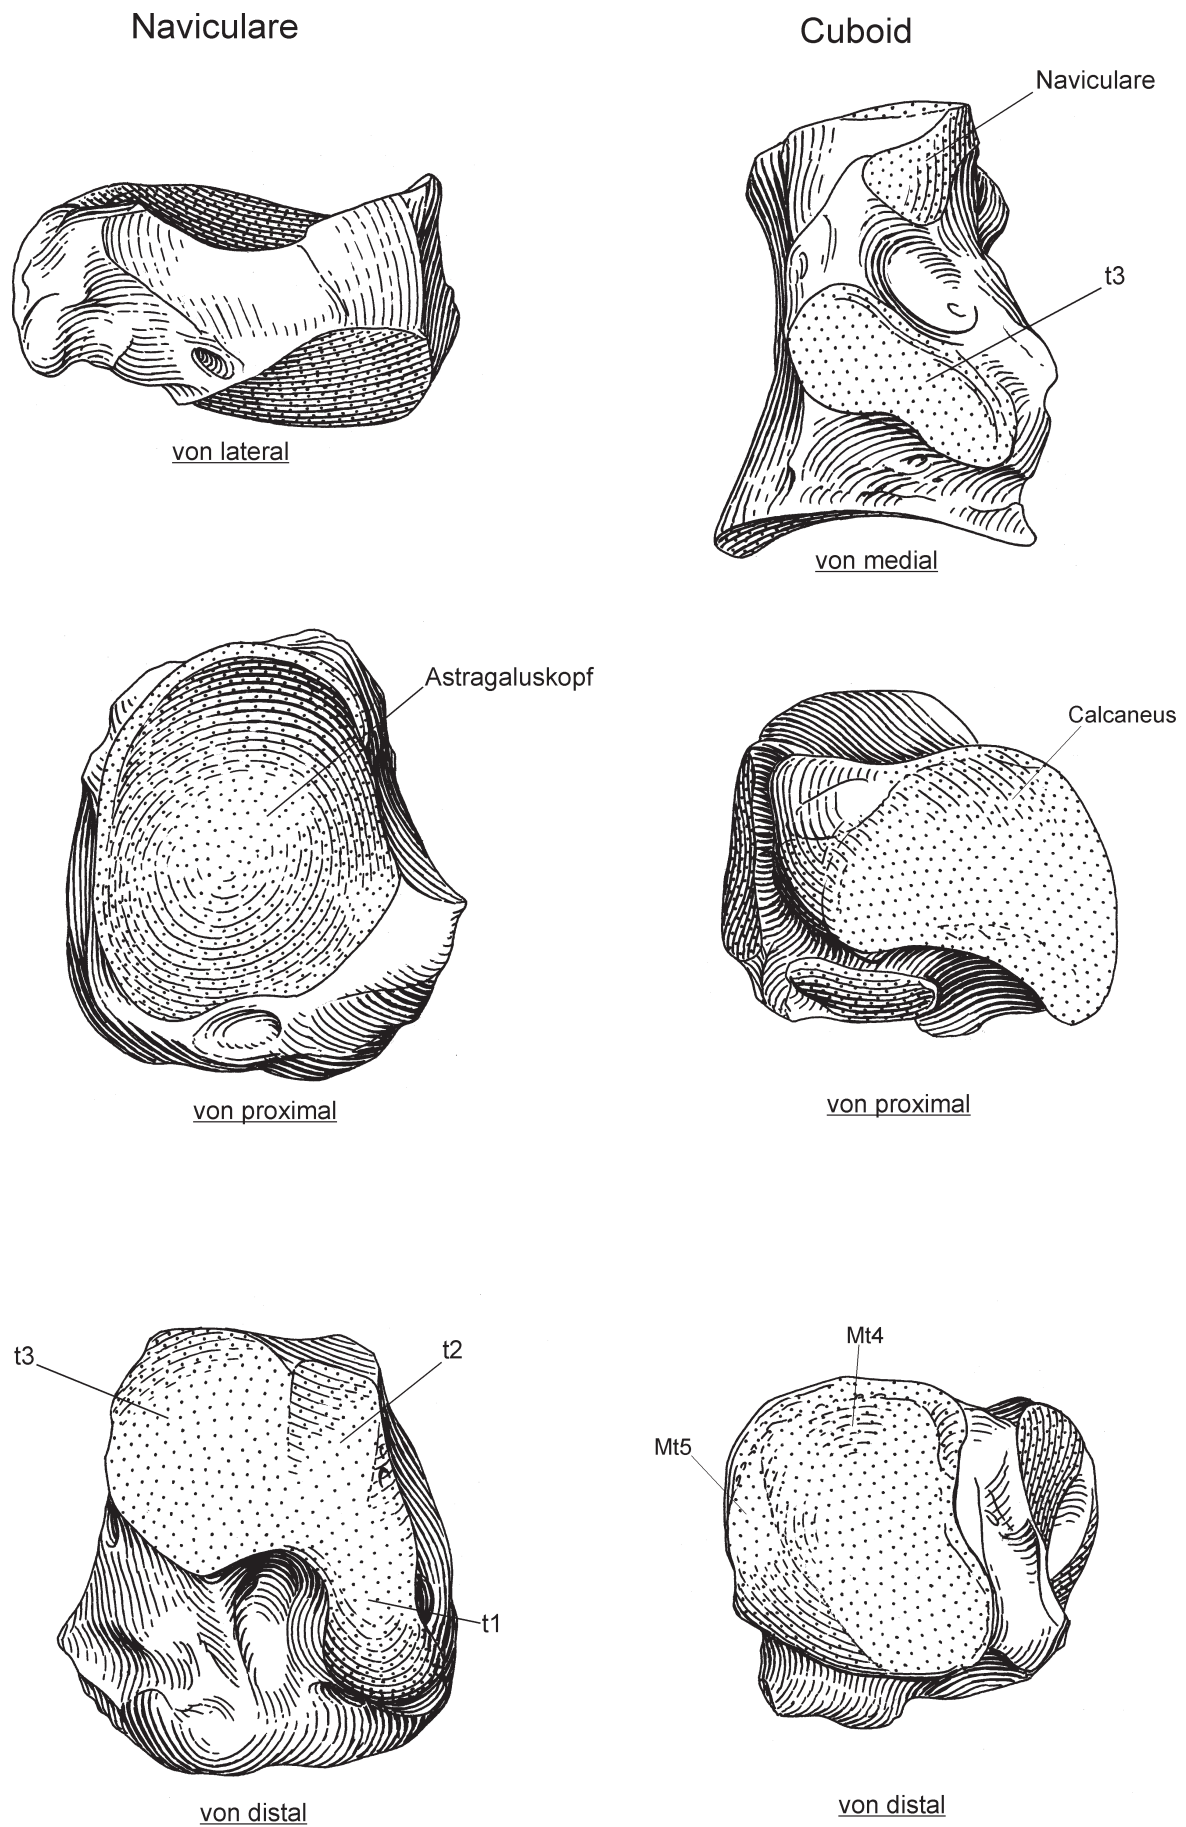 Naviculare
Cuboid
Naviculare
t3
von lateral
von medial
Astragaluskopf
Calcaneus
von proximal
von proximal
t3
t2
t1
Mt4
Mt5
von distal
von distal